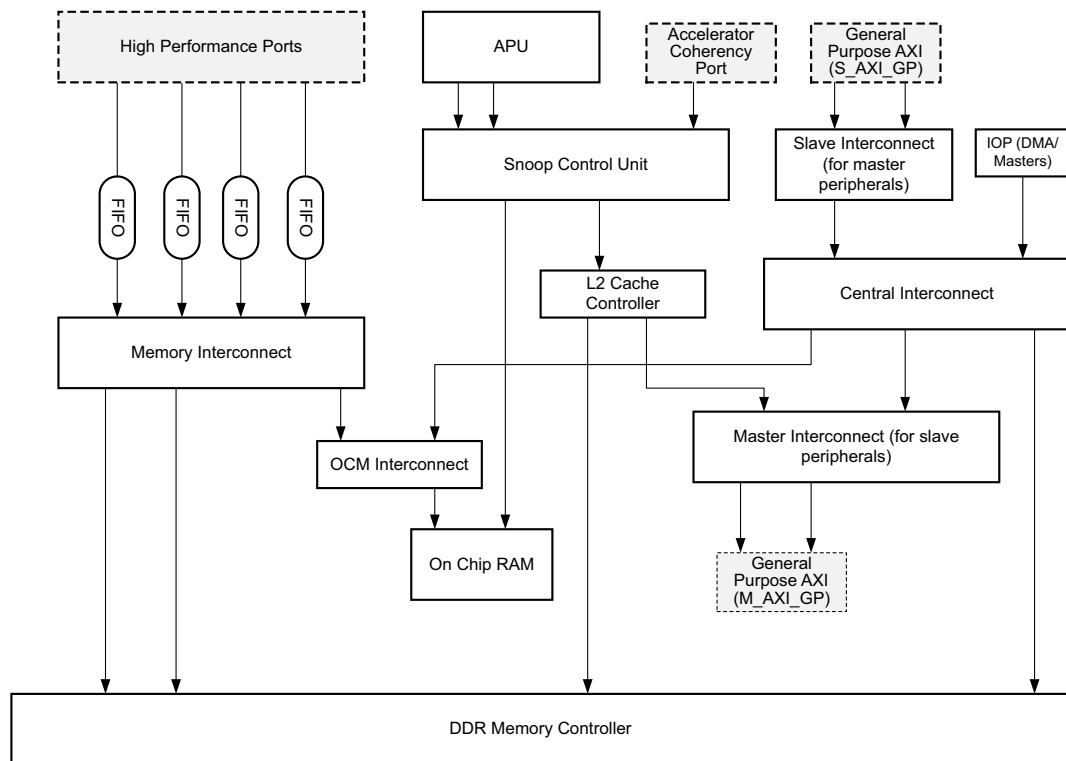 High Performance Ports
APU
Accelerator
Coherency
Port
General
Purpose AXI
(S_AXI_GP)
Snoop Control Unit
Slave Interconnect
(for master
peripherals)
IOP (DMA/
Masters)
FIFO
FIFO
FIFO
FIFO
L2 Cache
Controller
Central Interconnect
Memory Interconnect
Master Interconnect (for slave
peripherals)
OCM Interconnect
On Chip RAM
General
Purpose AXI
(M_AXI_GP)
DDR Memory Controller